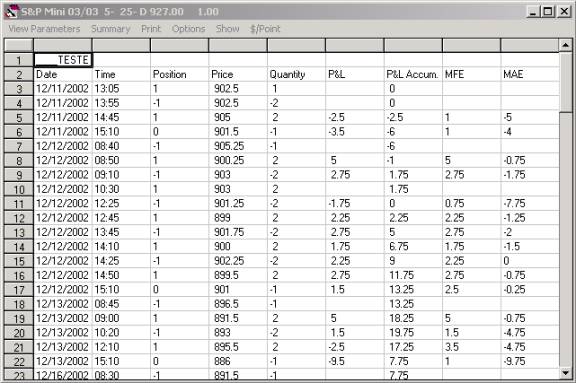 S&P Mini 03/03 5- 25- D 927.00 1.00
View Parameters Summary Print Options Show $/Point
1 TESTE
2 Date Time Position Price Quantity P&L P&L Accum. MFE MAE
3 12/11/2002 13:05 1 902.5 1 0
4 12/11/2002 13:55 -1 902.5 -2 0
5 12/11/2002 14:45 1 905 2 -2.5 -2.5 1 -5
6 12/11/2002 15:10 0 901.5 -1 -3.5 -6 1 -4
7 12/12/2002 08:40 -1 905.25 -1 -6
8 12/12/2002 08:50 1 900.25 2 5 -1 5 -0.75
9 12/12/2002 09:10 -1 903 -2 2.75 1.75 2.75 -1.75
10 12/12/2002 10:30 1 903 2 1.75
11 12/12/2002 12:25 -1 901.25 -2 -1.75 0 0.75 -7.75
12 12/12/2002 12:45 1 899 2 2.25 2.25 2.25 -1.25
13 12/12/2002 13:45 -1 901.75 -2 2.75 5 2.75 -2
14 12/12/2002 14:10 1 900 2 1.75 6.75 1.75 -1.5
15 12/12/2002 14:25 -1 902.25 -2 2.25 9 2.25 0
16 12/12/2002 14:50 1 899.5 2 2.75 11.75 2.75 -0.75
17 12/12/2002 15:10 0 901 -1 1.5 13.25 2.5 -0.25
18 12/13/2002 08:45 -1 896.5 -1 13.25
19 12/13/2002 09:00 1 891.5 2 5 18.25 5 -0.75
20 12/13/2002 10:20 -1 893 -2 1.5 19.75 1.5 -4.75
21 12/13/2002 12:10 1 895.5 2 -2.5 17.25 3.5 -4.75
22 12/13/2002 15:10 0 886 -1 -9.5 7.75 1 -9.75
23 12/16/2002 08:30 -1 891.5 -1 7.75